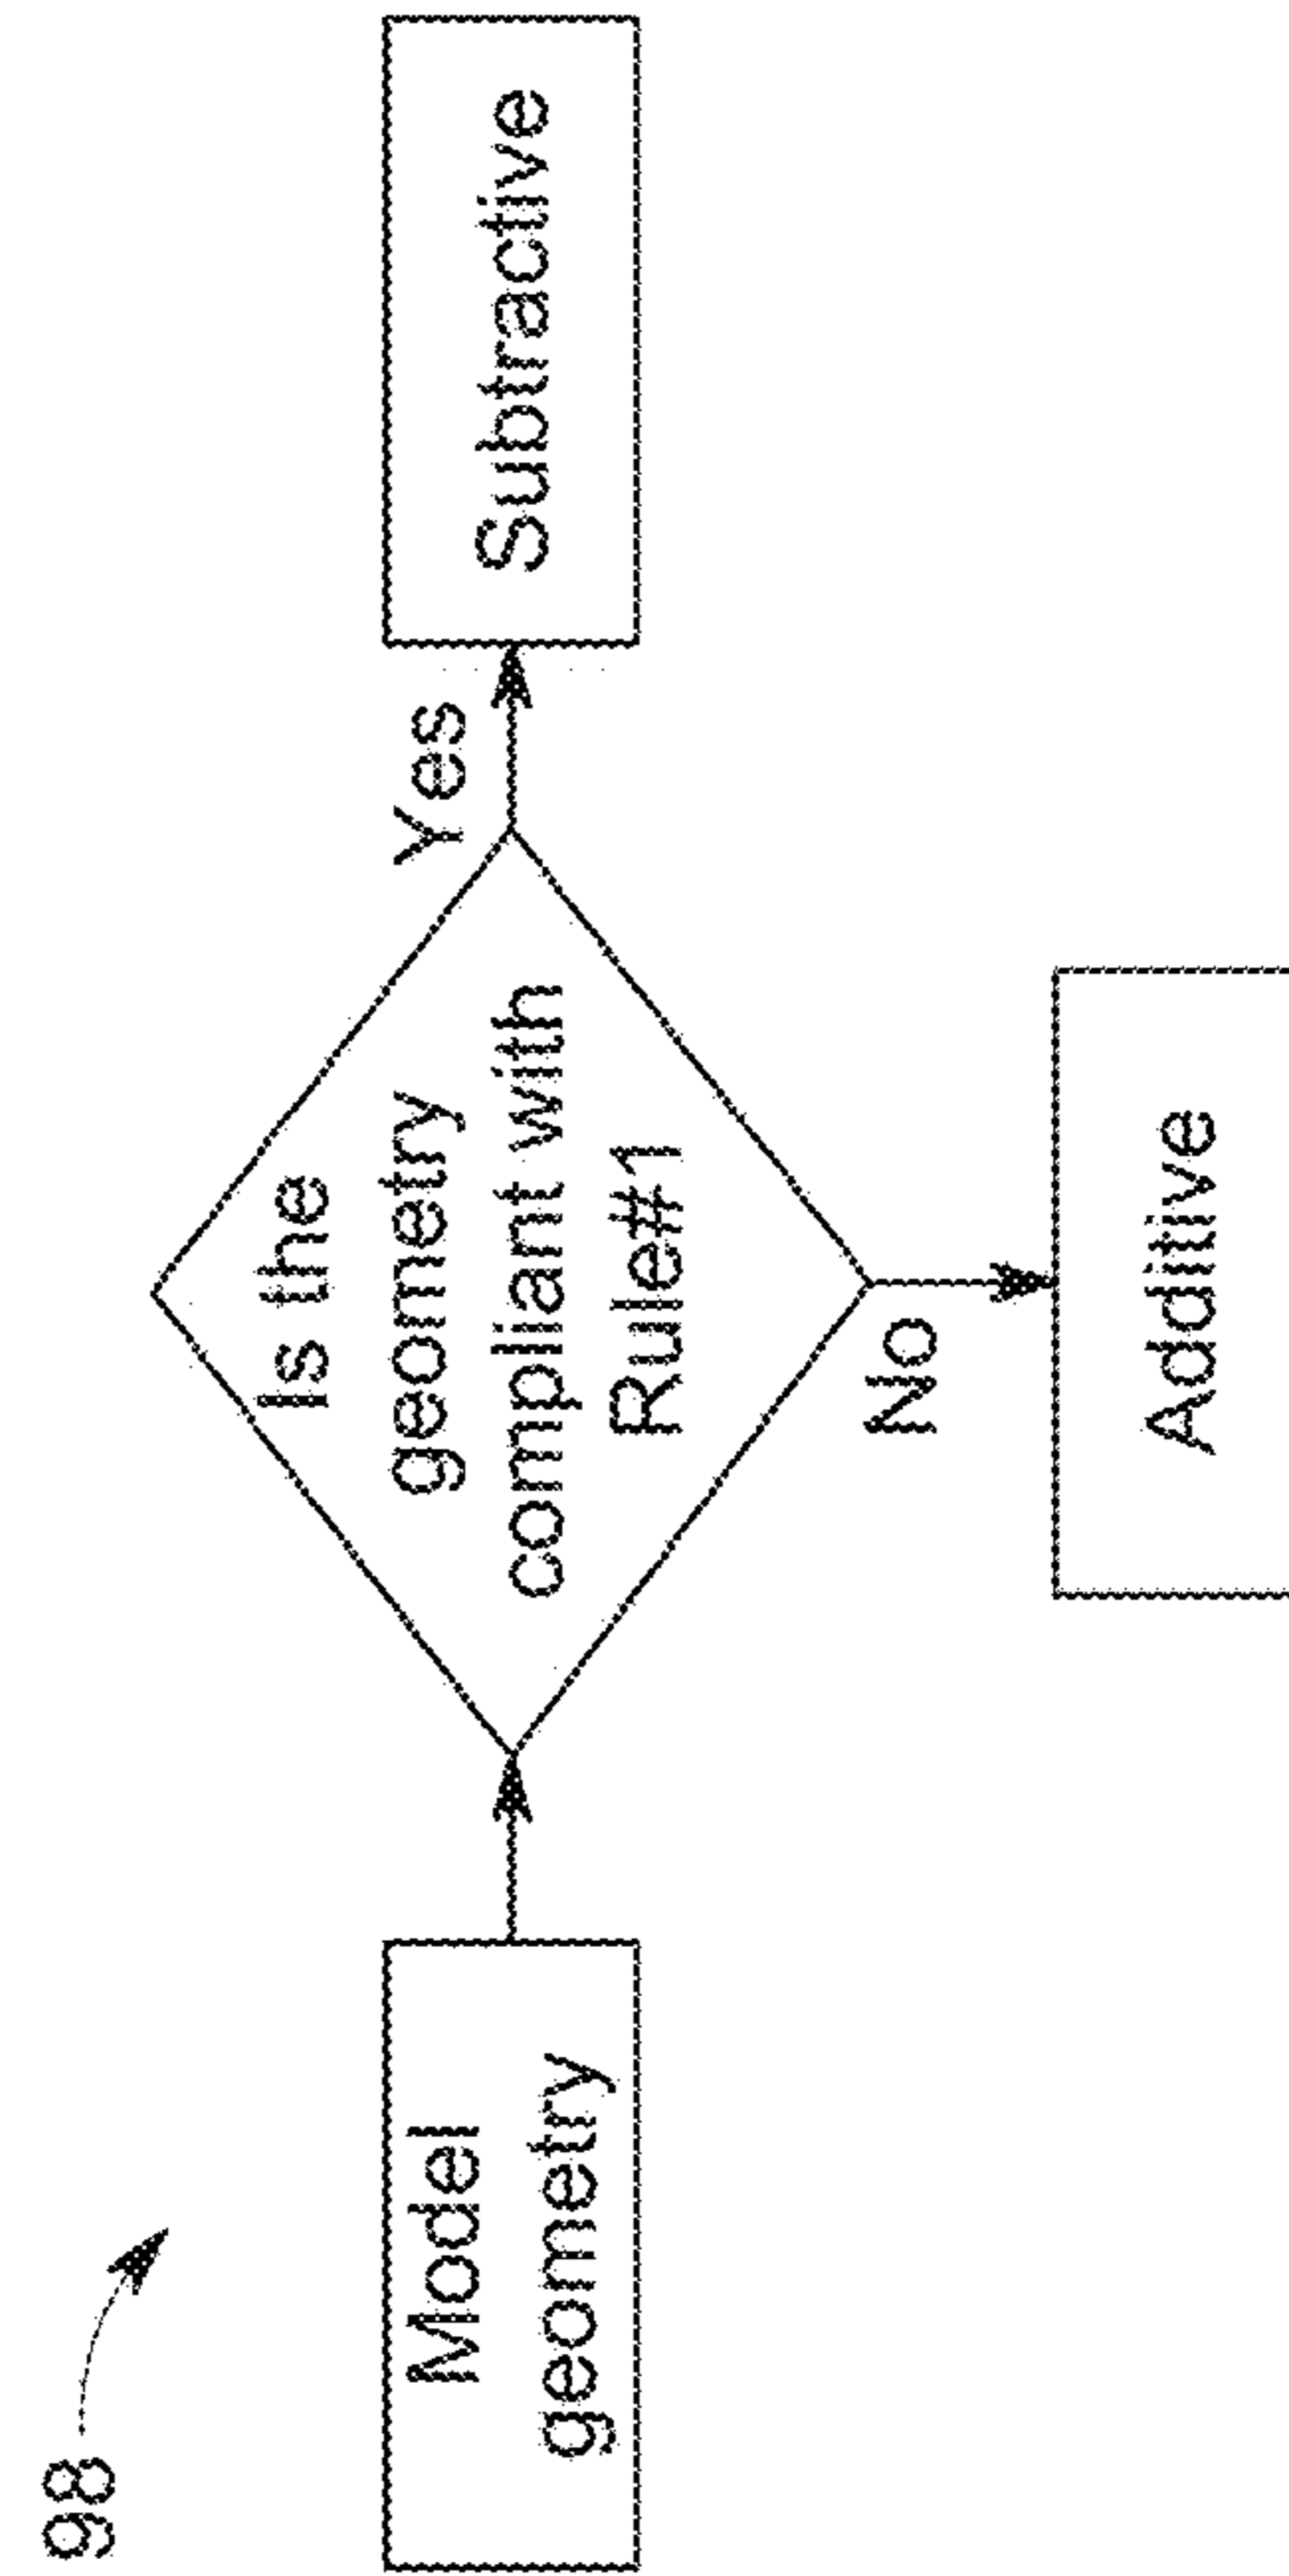 98
Model
geometry
Is the
geometry
compliant with
Rule#1
Yes
Subtractive
No
Additive